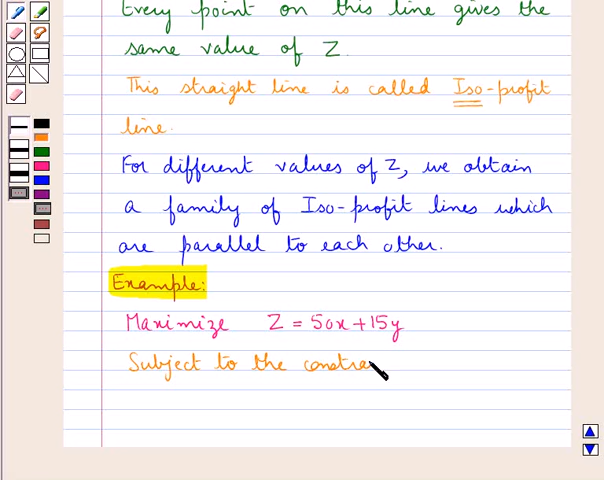 Every point on this line gives the
same value of Z.
This straight line is called Iso-profit
line.
For different values of Z, we obtain
a family of Iso-profit lines which
are parallel to each other.
Example:
Maximize Z = 50x + 15y
Subject to the constra